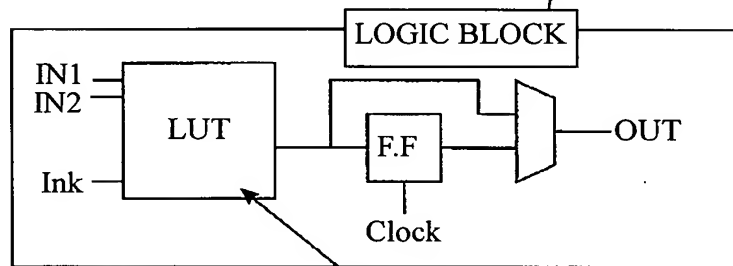 LOGIC BLOCK
IN1
IN2
LUT
F.F
OUT
Ink
Clock